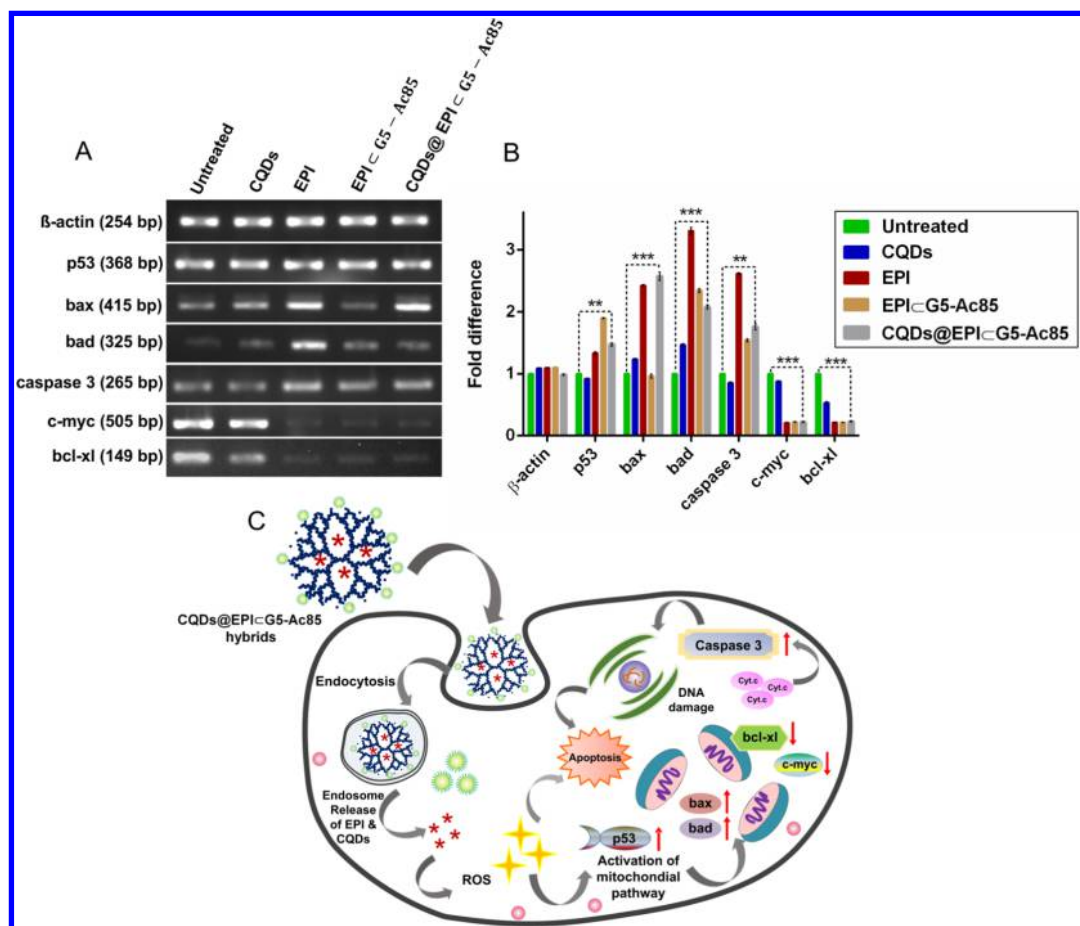 A
Untreated
CQDs
EPI
EPI⊂ G5 − Ac85
CQDs@ EPI ⊂ G5 − Ac85
ß-actin (254 bp)
p53 (368 bp)
bax (415 bp)
bad (325 bp)
caspase 3 (265 bp)
c-myc (505 bp)
bcl-xl (149 bp)
B
Fold difference
3
2
1
0
**
***
***
**
***
***
β-actin
p53
bax
bad
caspase 3
c-myc
bcl-xl
Untreated
CQDs
EPI
EPI⊂G5-Ac85
CQDs@EPI⊂G5-Ac85
C
CQDs@EPI⊂G5-Ac85
hybrids
Endocytosis
Endosome
Release
of EPI &
CQDs
ROS
Apoptosis
DNA
damage
Caspase 3
Cyt.c
Cyt.c
Cyt.c
bcl-xl
c-myc
bax
bad
p53
Activation of
mitochondial
pathway